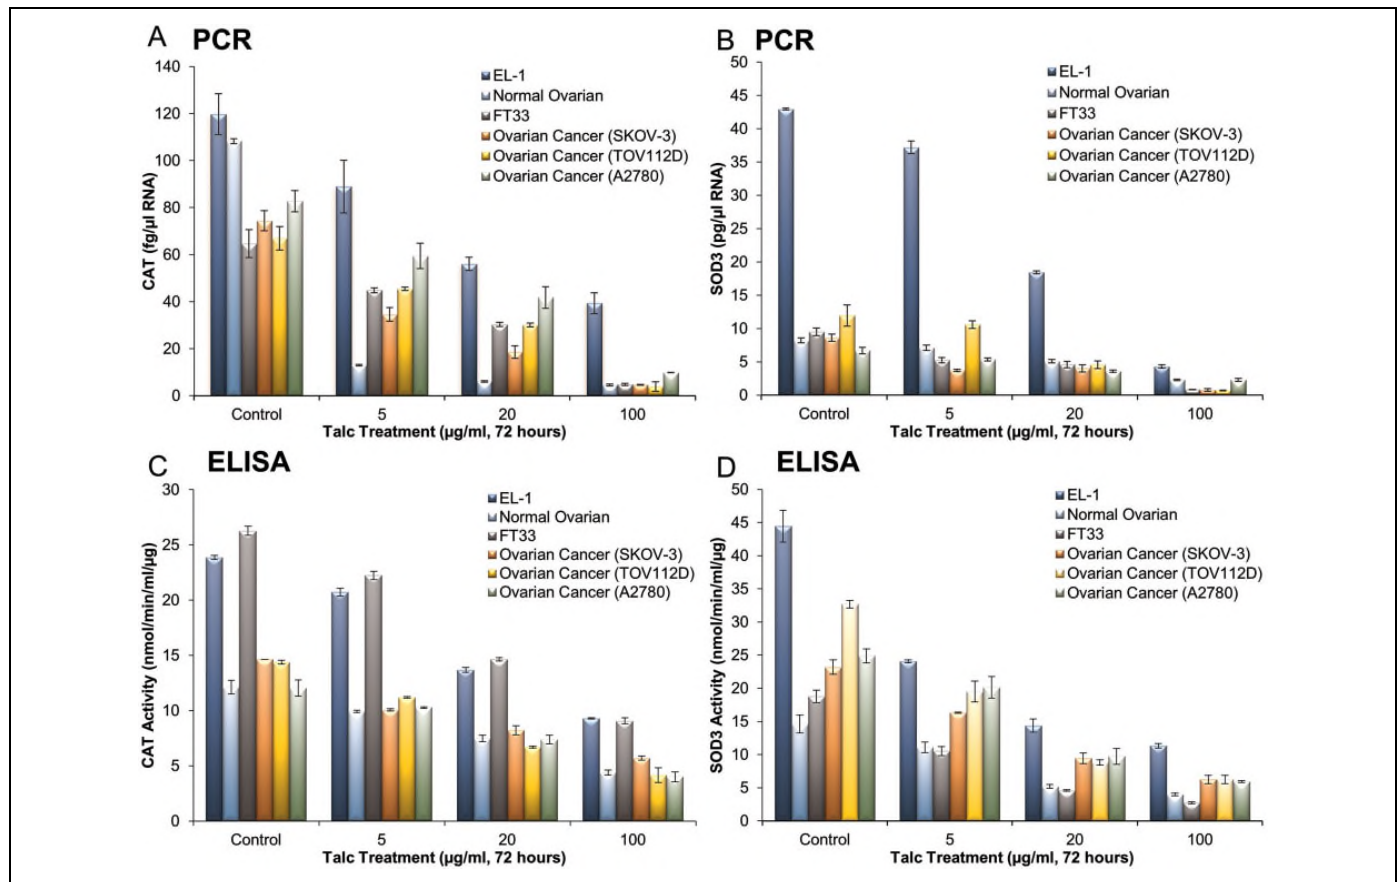 A PCR
CAT (fg/µl RNA)
140
120
100
80
60
40
20
0
EL-1
Normal Ovarian
FT33
Ovarian Cancer (SKOV-3)
Ovarian Cancer (TOV112D)
Ovarian Cancer (A2780)
Control 5 20 100
Talc Treatment (µg/ml, 72 hours)
B PCR
SOD3 (pg/µl RNA)
50
45
40
35
30
25
20
15
10
5
0
EL-1
Normal Ovarian
FT33
Ovarian Cancer (SKOV-3)
Ovarian Cancer (TOV112D)
Ovarian Cancer (A2780)
Control 5 20 100
Talc Treatment (µg/ml, 72 hours)
C ELISA
CAT Activity (nmol/min/ml/µg)
30
25
20
15
10
5
0
EL-1
Normal Ovarian
FT33
Ovarian Cancer (SKOV-3)
Ovarian Cancer (TOV112D)
Ovarian Cancer (A2780)
Control 5 20 100
Talc Treatment (µg/ml, 72 hours)
D ELISA
SOD3 Activity (nmol/min/ml/µg)
50
45
40
35
30
25
20
15
10
5
0
EL-1
Normal Ovarian
FT33
Ovarian Cancer (SKOV-3)
Ovarian Cancer (TOV112D)
Ovarian Cancer (A2780)
Control 5 20 100
Talc Treatment (µg/ml, 72 hours)